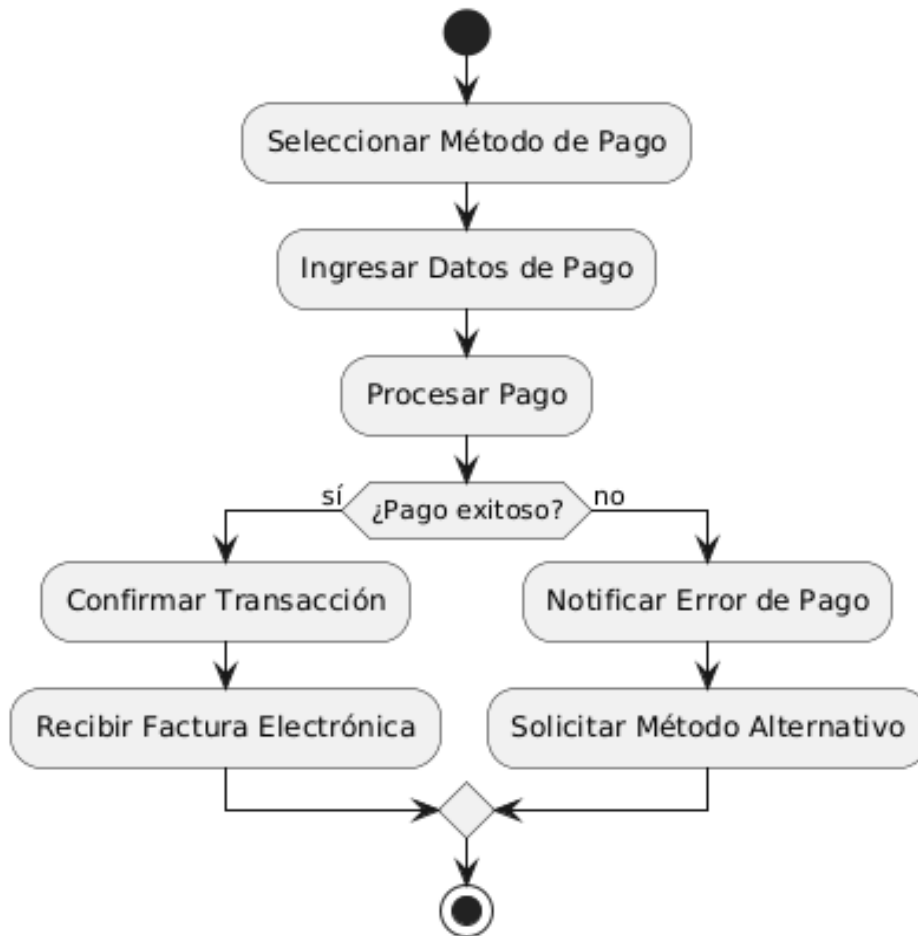 Seleccionar Método de Pago
Ingresar Datos de Pago
Procesar Pago
¿Pago exitoso?
sí
no
Confirmar Transacción
Notificar Error de Pago
Recibir Factura Electrónica
Solicitar Método Alternativo